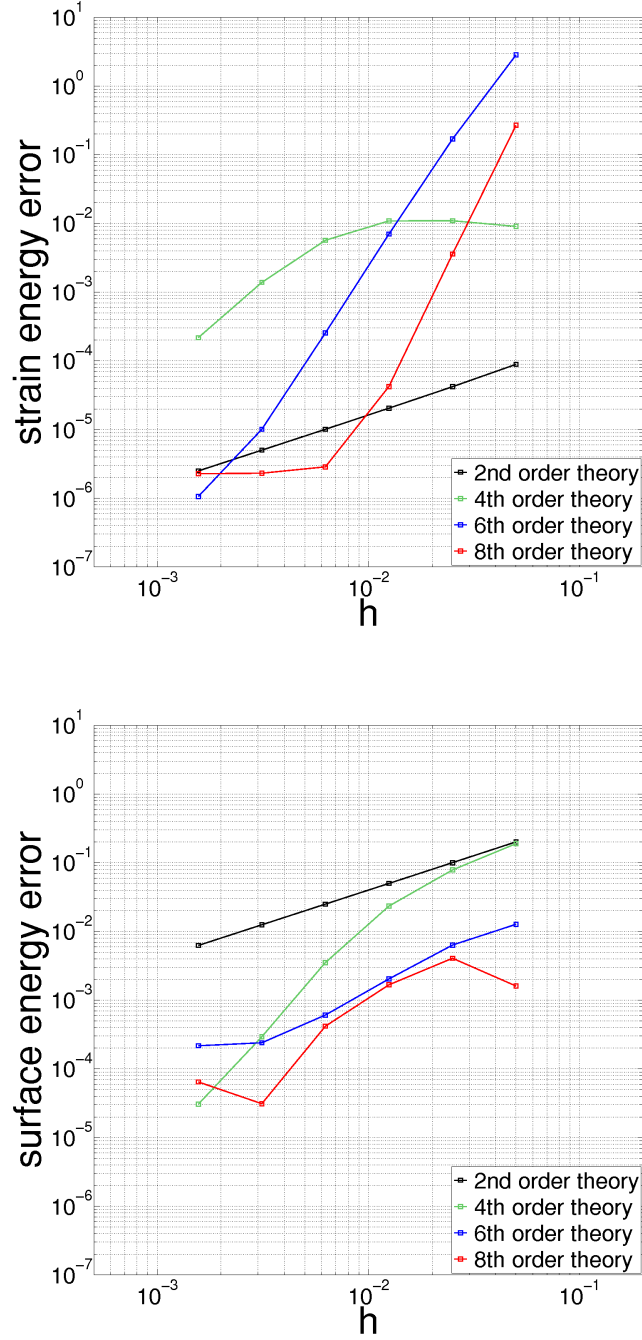 10^1
10^0
10^−1
10^−2
10^−3
10^−4
10^−5
10^−6
10^−7
strain energy error
2nd order theory
4th order theory
6th order theory
8th order theory
10^−3 10^−2 10^−1
h
10^1
10^0
10^−1
10^−2
10^−3
10^−4
10^−5
10^−6
10^−7
surface energy error
2nd order theory
4th order theory
6th order theory
8th order theory
10^−3 10^−2 10^−1
h